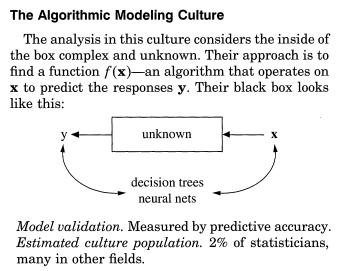 The Algorithmic Modeling Culture
The analysis in this culture considers the inside of
the box complex and unknown. Their approach is to
find a function f(x)—an algorithm that operates on
x to predict the responses y. Their black box looks
like this:
y unknown x
decision trees
neural nets
Model validation. Measured by predictive accuracy.
Estimated culture population. 2% of statisticians,
many in other fields.